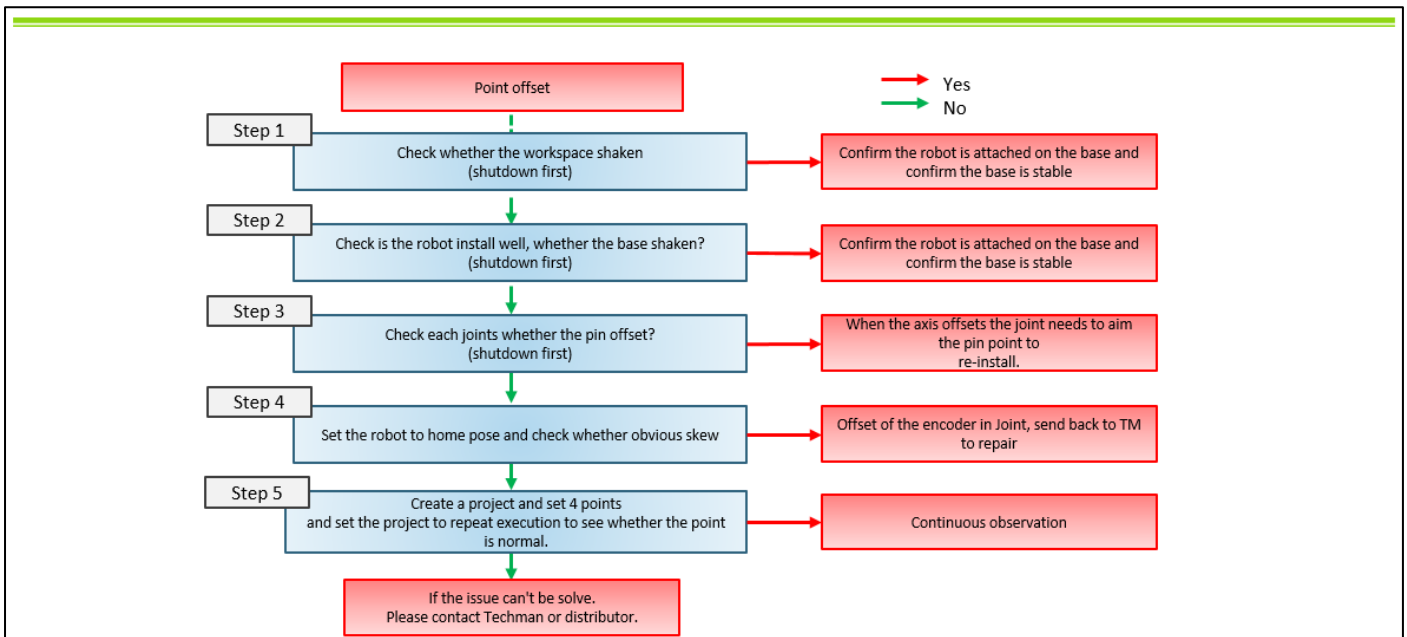 Point offset
Yes
No
Step 1
Check whether the workspace shaken
(shutdown first)
Confirm the robot is attached on the base and
confirm the base is stable
Step 2
Check is the robot install well, whether the base shaken?
(shutdown first)
Confirm the robot is attached on the base and
confirm the base is stable
Step 3
Check each joints whether the pin offset?
(shutdown first)
When the axis offsets the joint needs to aim
the pin point to
re-install.
Step 4
Set the robot to home pose and check whether obvious skew
Offset of the encoder in Joint, send back to TM
to repair
Step 5
Create a project and set 4 points
and set the project to repeat execution to see whether the point
is normal.
Continuous observation
If the issue can't be solve.
Please contact Techman or distributor.